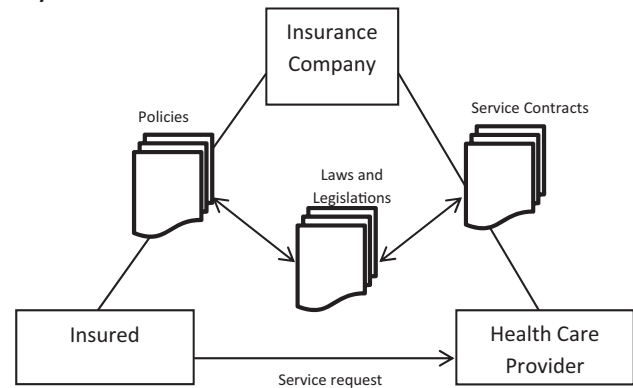 Insurance
Company
Policies
Service Contracts
Laws and
Legislations
Insured
Health Care
Provider
Service request